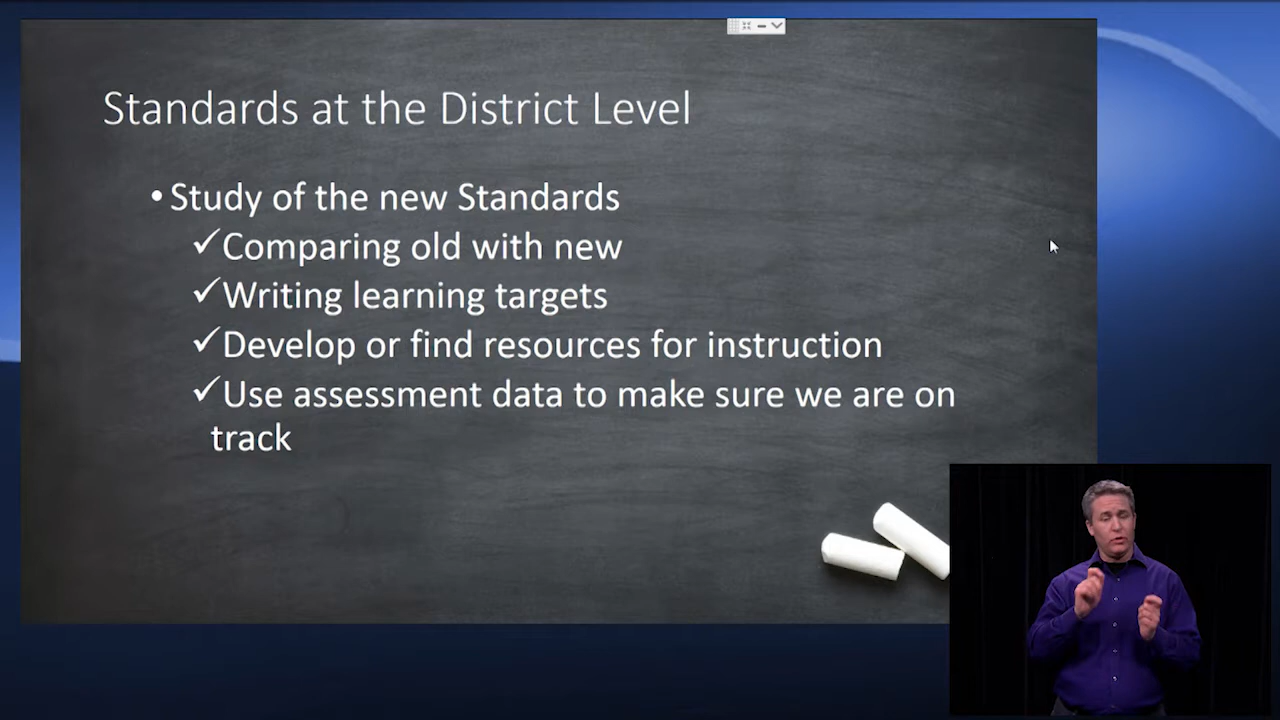 Standards at the District Level
• Study of the new Standards
✓Comparing old with new
✓Writing learning targets
✓Develop or find resources for instruction
✓Use assessment data to make sure we are on
track